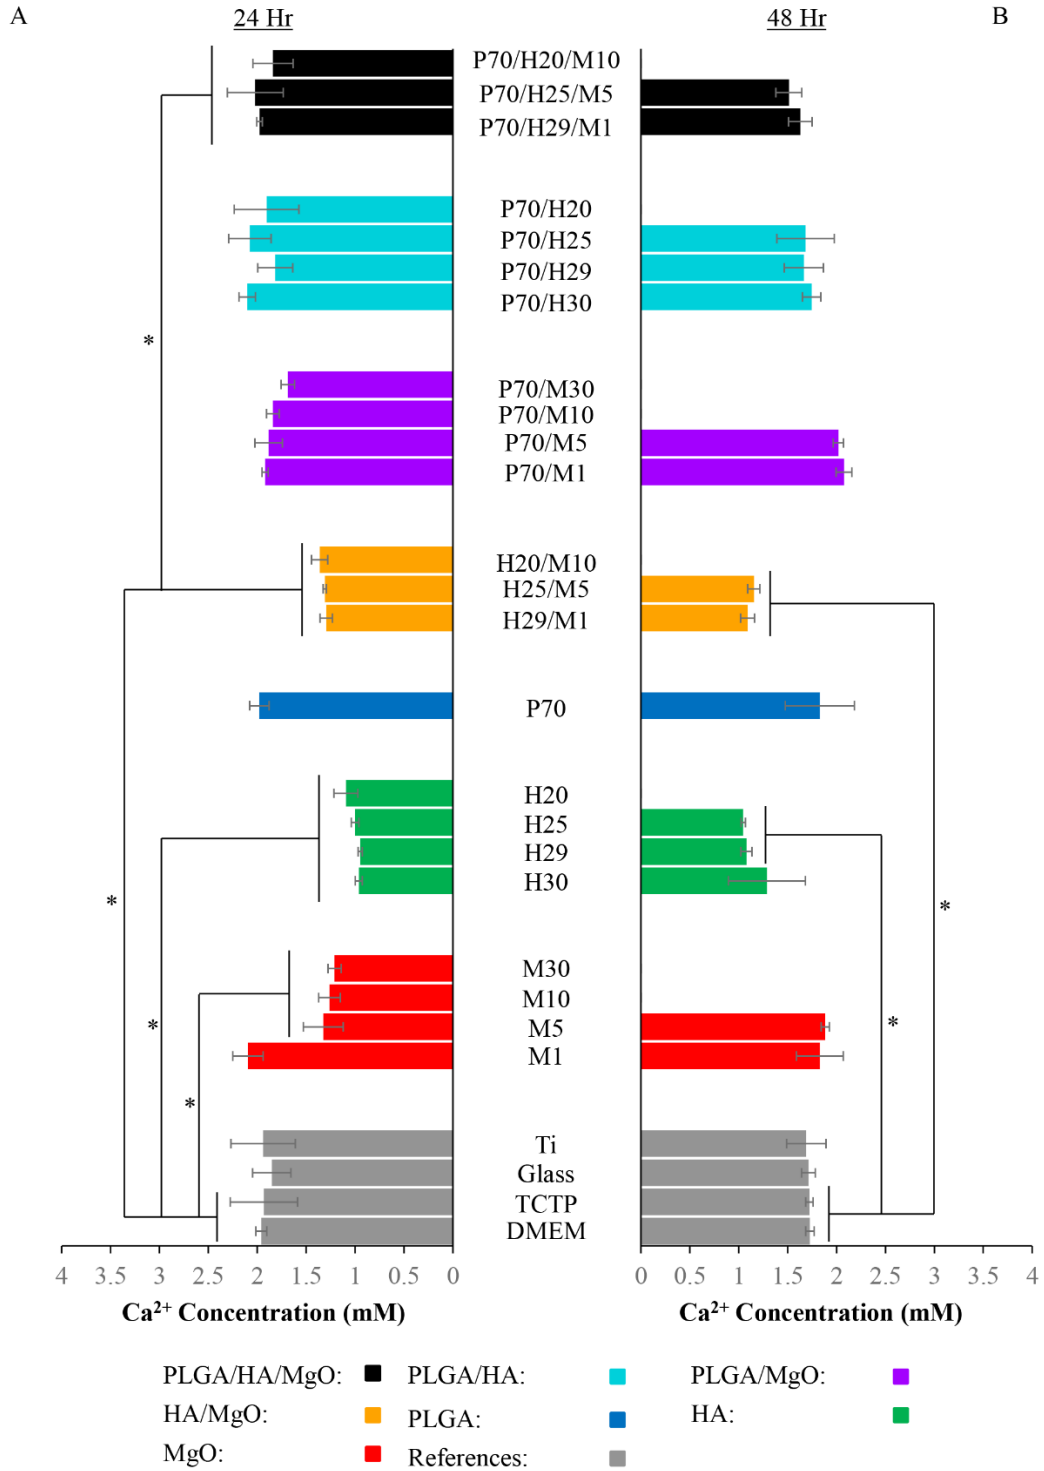 A
24 Hr
48 Hr
B
P70/H20/M10
P70/H25/M5
P70/H29/M1
P70/H20
P70/H25
P70/H29
P70/H30
*
P70/M30
P70/M10
P70/M5
P70/M1
H20/M10
H25/M5
H29/M1
P70
H20
H25
H29
H30
*
*
M30
M10
M5
M1
*
*
*
Ti
Glass
TCTP
DMEM
4 3.5 3 2.5 2 1.5 1 0.5 0
0 0.5 1 1.5 2 2.5 3 3.5 4
Ca²⁺ Concentration (mM)
Ca²⁺ Concentration (mM)
PLGA/HA/MgO: PLGA/HA: PLGA/MgO:
HA/MgO: PLGA: HA:
MgO: References: